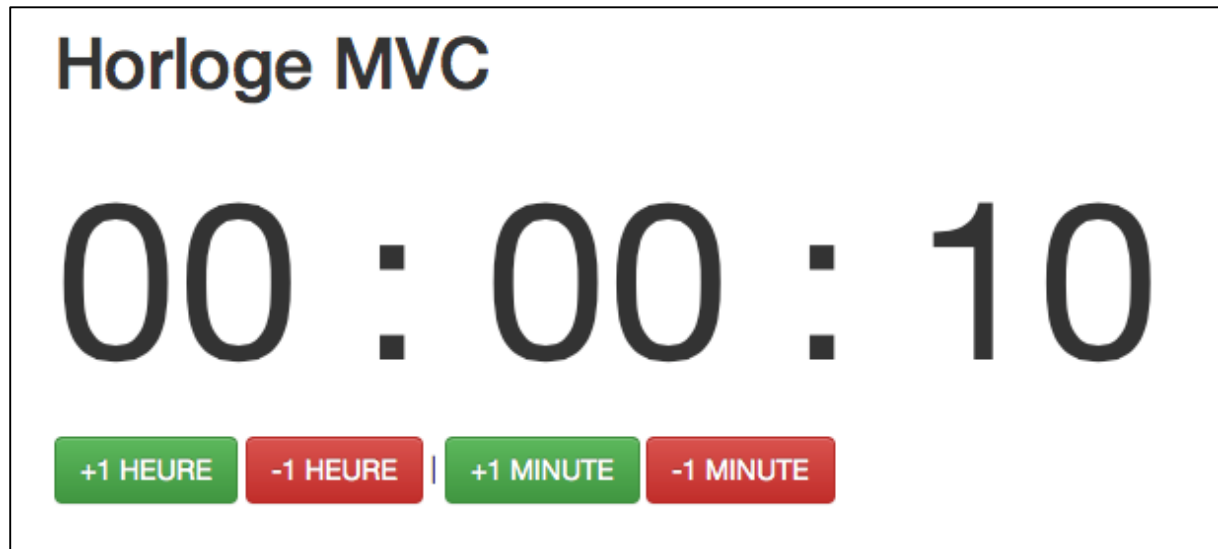 Horloge MVC
00 : 00 : 10
+1 HEURE -1 HEURE | +1 MINUTE -1 MINUTE